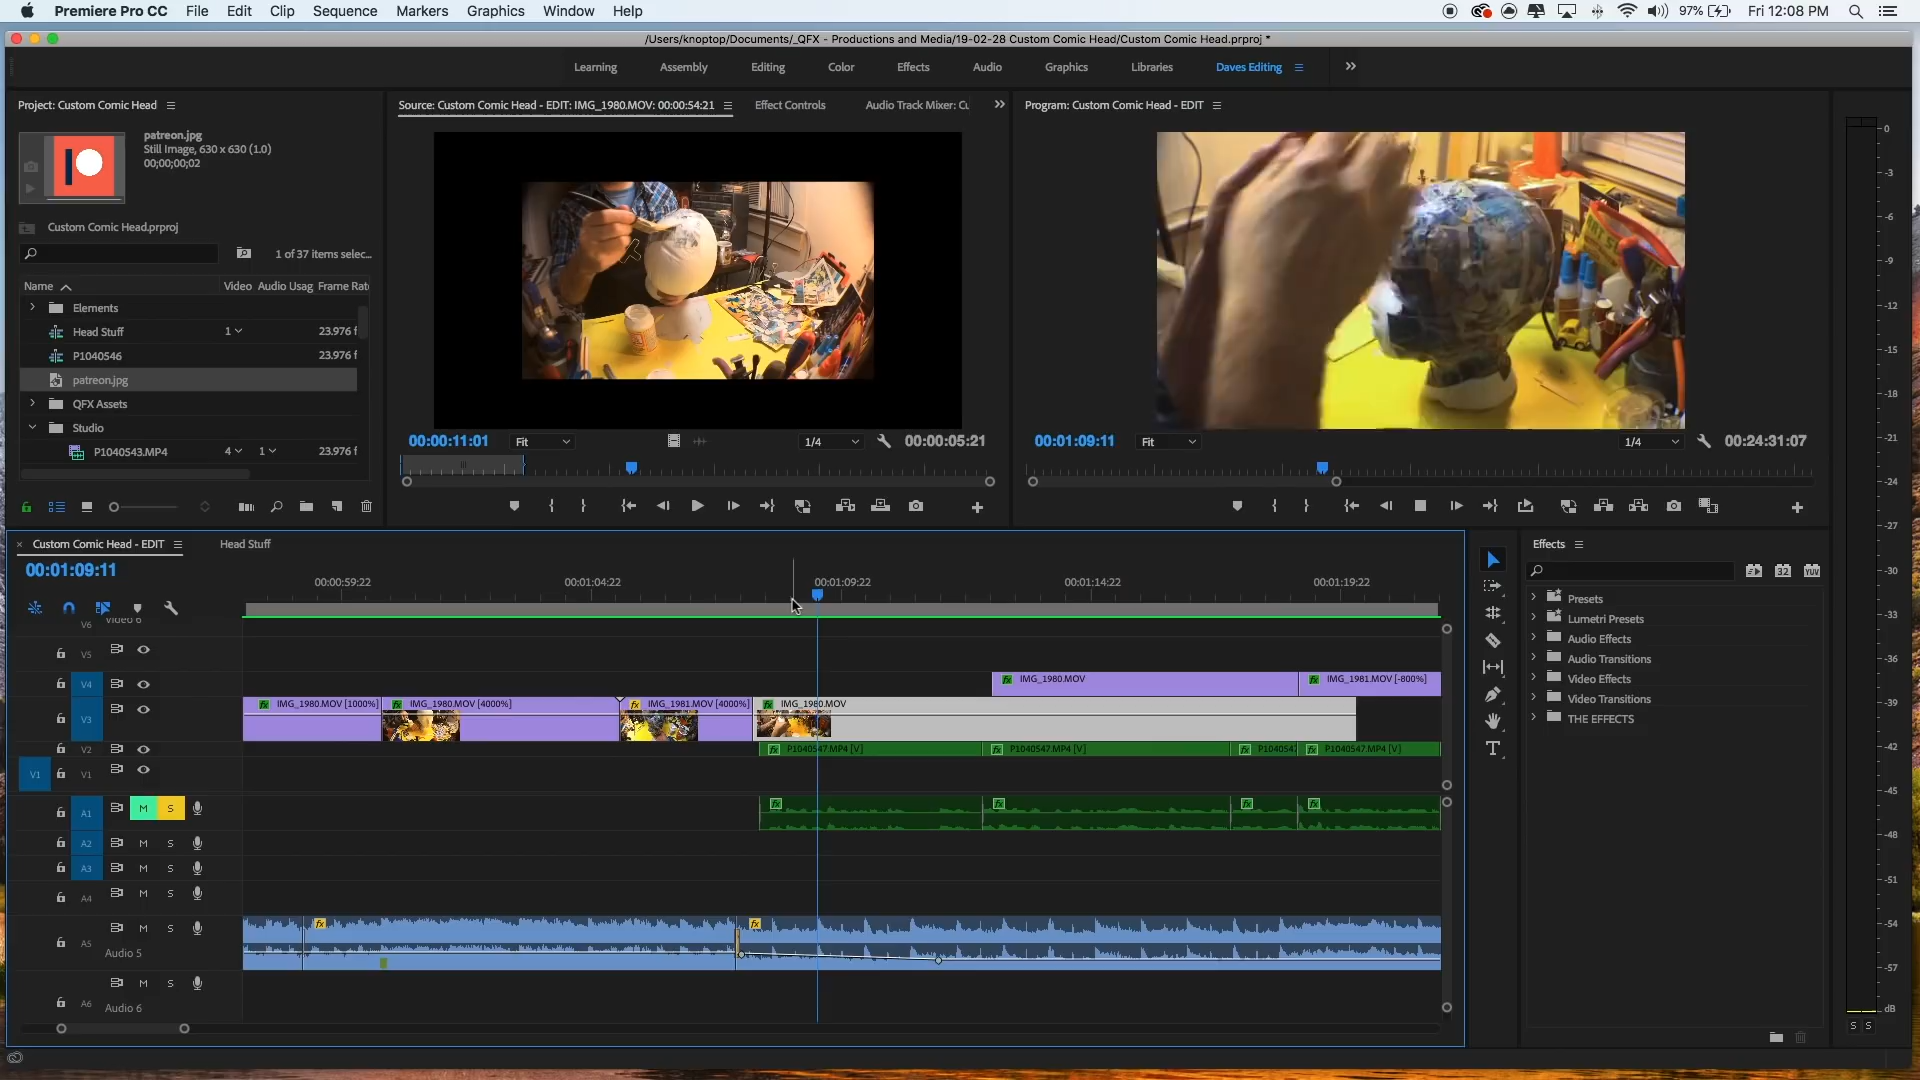 Premiere Pro CC File Edit Clip Sequence Markers Graphics Window Help 97% Fri 12:08 PM
/Users/knoptop/Documents/_QFX - Productions and Media/19-02-28 Custom Comic Head/Custom Comic Head.prproj *
Learning Assembly Editing Color Effects Audio Graphics Libraries Daves Editing
Project: Custom Comic Head
patreon.jpg
Still Image, 630 x 630 (1.0)
00;00;00;02
Custom Comic Head.prproj
1 of 37 items selec...
Name Video Audio Usag Frame Rat
Elements
Head Stuff 1 23.976 f
P1040546 23.976 f
patreon.jpg
QFX Assets
Studio
P1040543.MP4 4 1 23.976 f
Source: Custom Comic Head - EDIT: IMG_1980.MOV: 00:00:54:21 Effect Controls Audio Track Mixer: Cu
00:00:11:01 Fit 1/4 00:00:05:21
Program: Custom Comic Head - EDIT
00:01:09:11 Fit 1/4 00:24:31:07
Custom Comic Head - EDIT Head Stuff
00:01:09:11
00:00:59:22 00:01:04:22 00:01:09:22 00:01:14:22 00:01:19:22
V6 Video 6
V5
V4 IMG_1980.MOV IMG_1981.MOV [-800%]
V3 IMG_1980.MOV [1000%] IMG_1980.MOV [4000%] IMG_1981.MOV [4000%] IMG_1980.MOV
V2 P1040547.MP4 [V] P1040547.MP4 [V] P104054 P1040547.MP4 [V]
V1 V1
A1 M S
A2 M S
A3 M S
A4 M S
A5 M S
Audio 5
A6 M S
Audio 6
Effects
32 YUV
Presets
Lumetri Presets
Audio Effects
Audio Transitions
Video Effects
Video Transitions
THE EFFECTS
0
-3
-6
-9
-12
-15
-18
-21
-24
-27
-30
-33
-36
-39
-42
-45
-48
-51
-54
-57
dB
S S